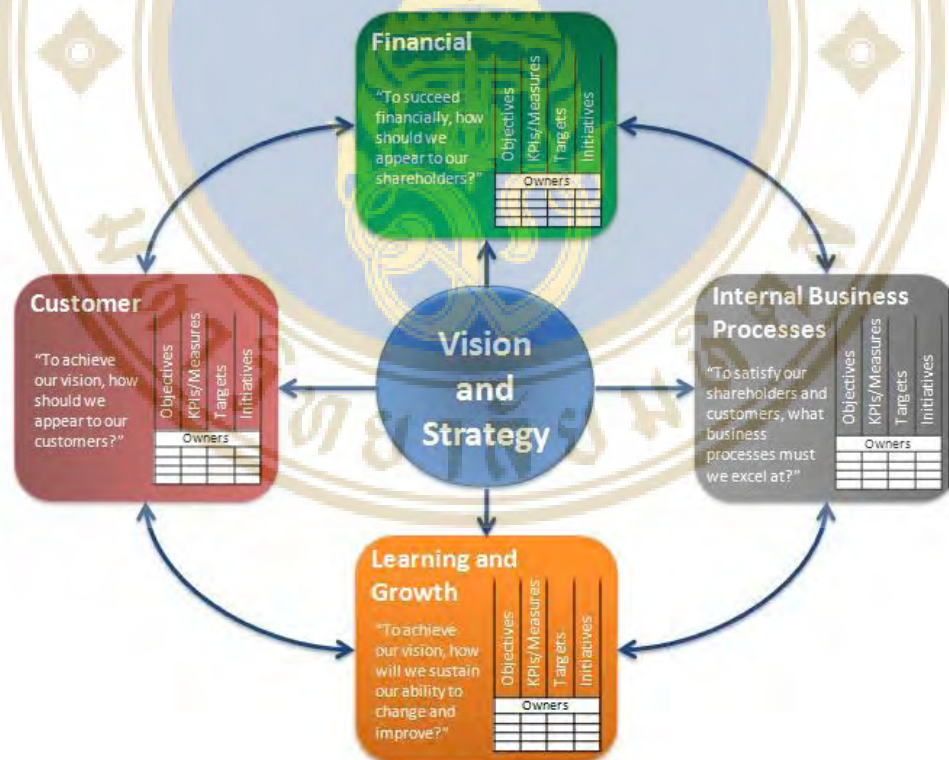 Financial
"To succeed
financially, how
should we
appear to our
shareholders?"
Objectives
KPIs/Measures
Targets
Initiatives
Owners
Customer
"To achieve
our vision, how
should we
appear to our
customers?"
Objectives
KPIs/Measures
Targets
Initiatives
Owners
Vision
and
Strategy
Internal Business
Processes
"To satisfy our
shareholders and
customers, what
business
processes must
we excel at?"
Objectives
KPIs/Measures
Targets
Initiatives
Owners
Learning and
Growth
"To achieve
our vision, how
will we sustain
our ability to
change and
improve?"
Objectives
KPIs/Measures
Targets
Initiatives
Owners